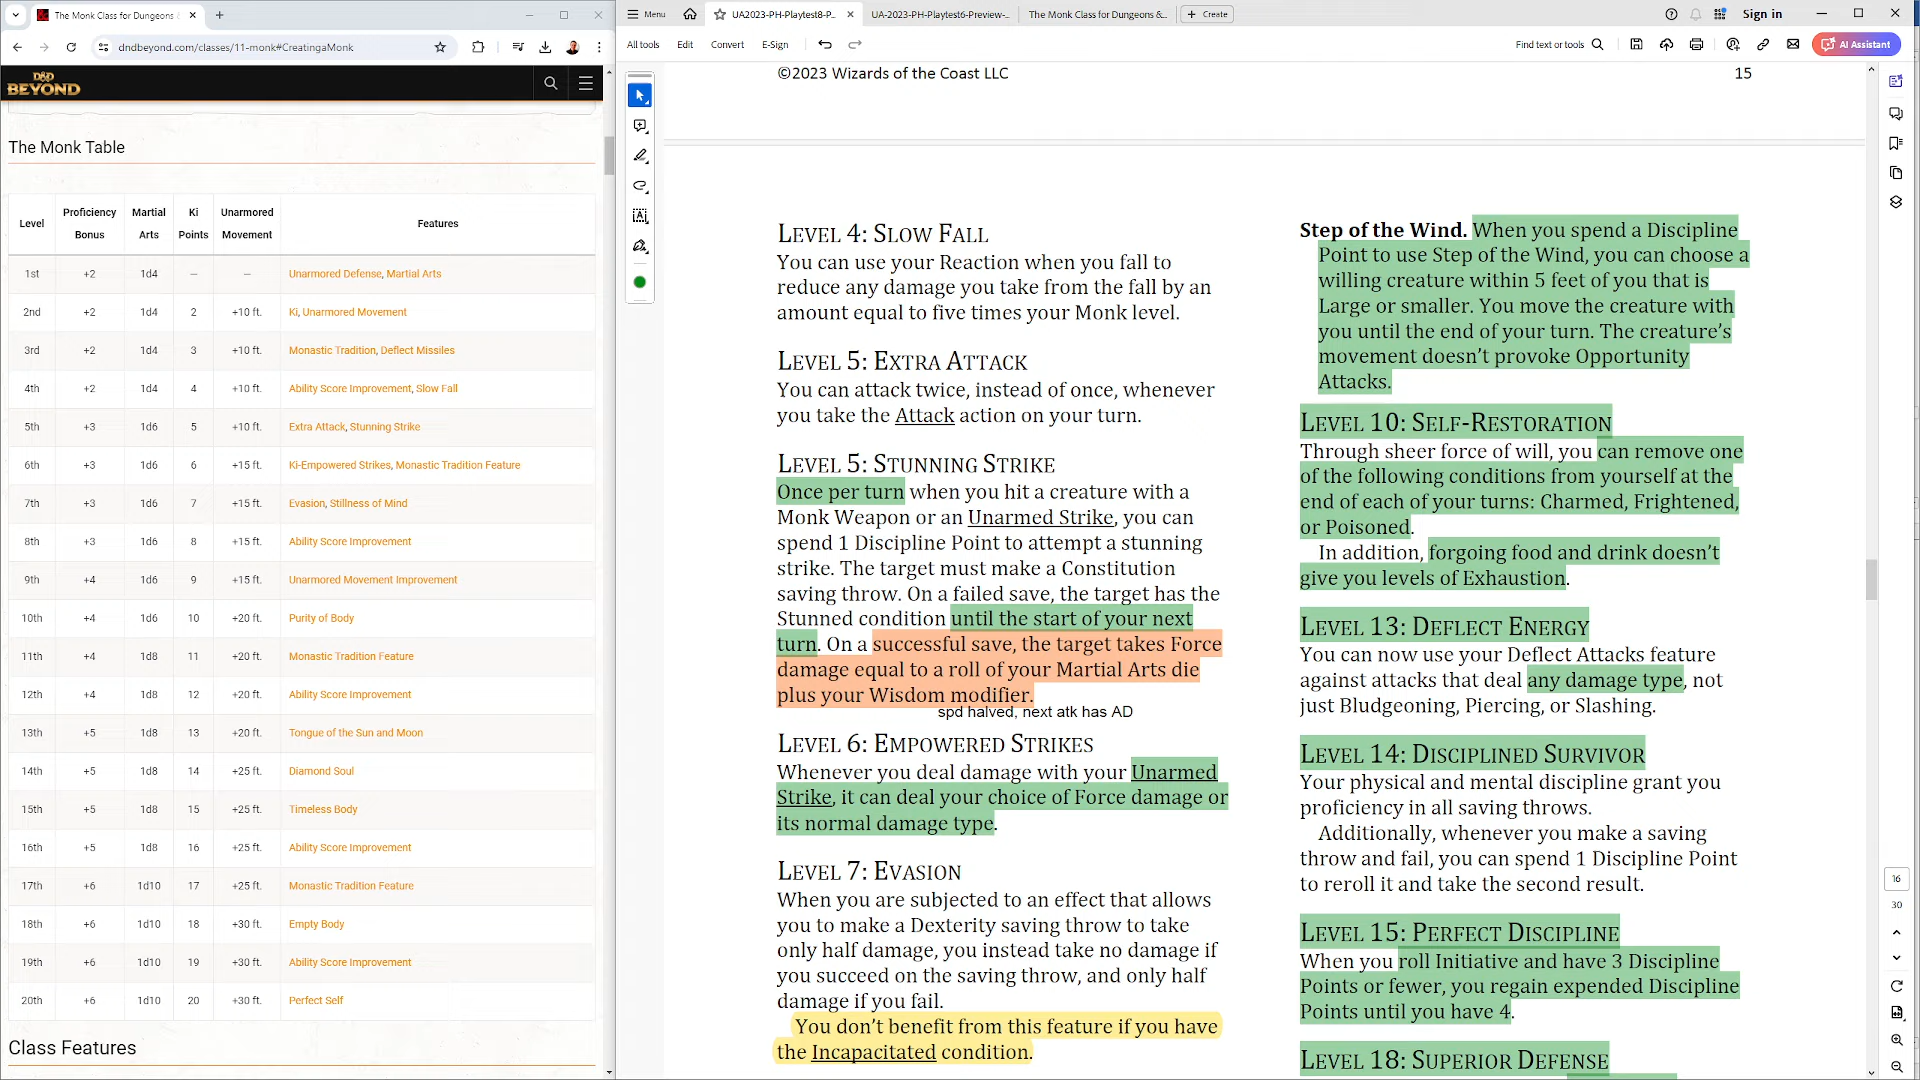 The Monk Class for Dungeons &
dndbeyond.com/classes/11-monk#CreatingaMonk
D&D
BEYOND
The Monk Table
Level Proficiency Bonus Martial Arts Ki Points Unarmored Movement Features
1st +2 1d4 — — Unarmored Defense, Martial Arts
2nd +2 1d4 2 +10 ft. Ki, Unarmored Movement
3rd +2 1d4 3 +10 ft. Monastic Tradition, Deflect Missiles
4th +2 1d4 4 +10 ft. Ability Score Improvement, Slow Fall
5th +3 1d6 5 +10 ft. Extra Attack, Stunning Strike
6th +3 1d6 6 +15 ft. Ki-Empowered Strikes, Monastic Tradition Feature
7th +3 1d6 7 +15 ft. Evasion, Stillness of Mind
8th +3 1d6 8 +15 ft. Ability Score Improvement
9th +4 1d6 9 +15 ft. Unarmored Movement Improvement
10th +4 1d6 10 +20 ft. Purity of Body
11th +4 1d8 11 +20 ft. Monastic Tradition Feature
12th +4 1d8 12 +20 ft. Ability Score Improvement
13th +5 1d8 13 +20 ft. Tongue of the Sun and Moon
14th +5 1d8 14 +25 ft. Diamond Soul
15th +5 1d8 15 +25 ft. Timeless Body
16th +5 1d8 16 +25 ft. Ability Score Improvement
17th +6 1d10 17 +25 ft. Monastic Tradition Feature
18th +6 1d10 18 +30 ft. Empty Body
19th +6 1d10 19 +30 ft. Ability Score Improvement
20th +6 1d10 20 +30 ft. Perfect Self
Class Features
Menu UA2023-PH-Playtest8-P... UA-2023-PH-Playtest6-Preview-... The Monk Class for Dungeons &... Create Sign in
All tools Edit Convert E-Sign Find text or tools AI Assistant
©2023 Wizards of the Coast LLC 15
LEVEL 4: SLOW FALL
You can use your Reaction when you fall to
reduce any damage you take from the fall by an
amount equal to five times your Monk level.
LEVEL 5: EXTRA ATTACK
You can attack twice, instead of once, whenever
you take the Attack action on your turn.
LEVEL 5: STUNNING STRIKE
Once per turn when you hit a creature with a
Monk Weapon or an Unarmed Strike, you can
spend 1 Discipline Point to attempt a stunning
strike. The target must make a Constitution
saving throw. On a failed save, the target has the
Stunned condition until the start of your next
turn. On a successful save, the target takes Force
damage equal to a roll of your Martial Arts die
plus your Wisdom modifier.
spd halved, next atk has AD
LEVEL 6: EMPOWERED STRIKES
Whenever you deal damage with your Unarmed
Strike, it can deal your choice of Force damage or
its normal damage type.
LEVEL 7: EVASION
When you are subjected to an effect that allows
you to make a Dexterity saving throw to take
only half damage, you instead take no damage if
you succeed on the saving throw, and only half
damage if you fail.
You don't benefit from this feature if you have
the Incapacitated condition.
Step of the Wind. When you spend a Discipline
Point to use Step of the Wind, you can choose a
willing creature within 5 feet of you that is
Large or smaller. You move the creature with
you until the end of your turn. The creature's
movement doesn't provoke Opportunity
Attacks.
LEVEL 10: SELF-RESTORATION
Through sheer force of will, you can remove one
of the following conditions from yourself at the
end of each of your turns: Charmed, Frightened,
or Poisoned.
In addition, forgoing food and drink doesn't
give you levels of Exhaustion.
LEVEL 13: DEFLECT ENERGY
You can now use your Deflect Attacks feature
against attacks that deal any damage type, not
just Bludgeoning, Piercing, or Slashing.
LEVEL 14: DISCIPLINED SURVIVOR
Your physical and mental discipline grant you
proficiency in all saving throws.
Additionally, whenever you make a saving
throw and fail, you can spend 1 Discipline Point
to reroll it and take the second result.
LEVEL 15: PERFECT DISCIPLINE
When you roll Initiative and have 3 Discipline
Points or fewer, you regain expended Discipline
Points until you have 4.
LEVEL 18: SUPERIOR DEFENSE
16
30